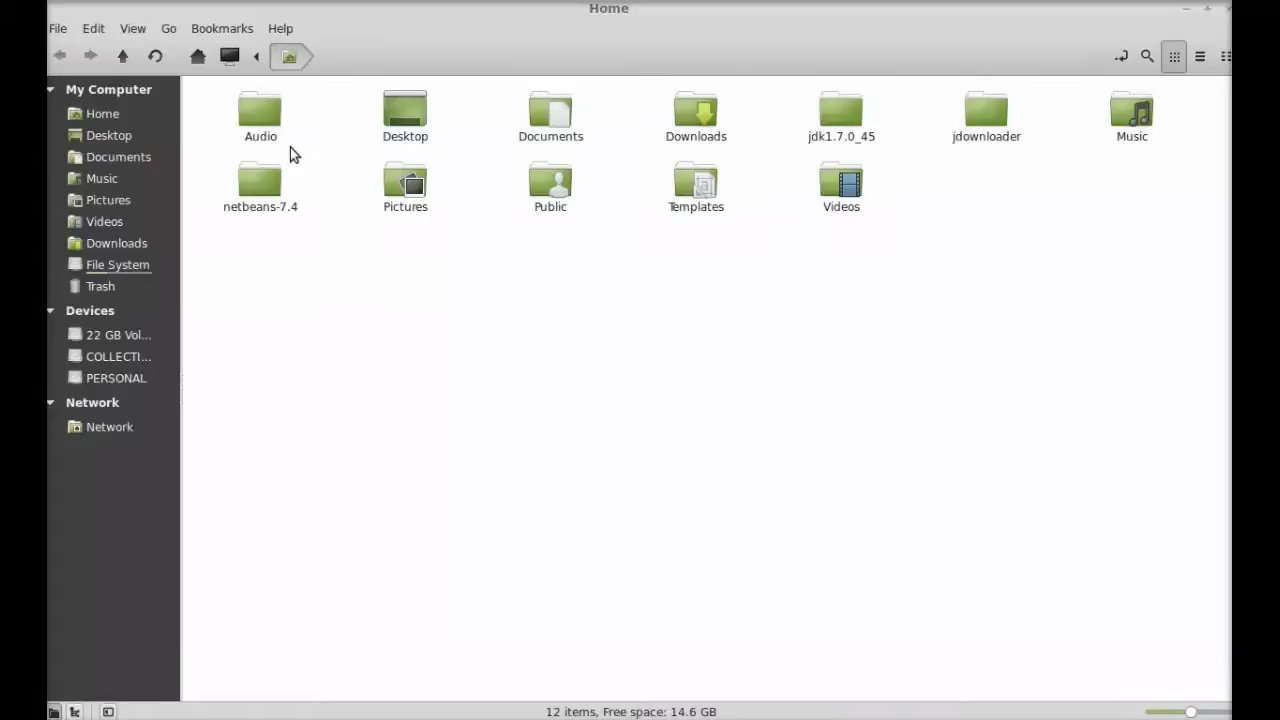 Home
File Edit View Go Bookmarks Help
My Computer
Home
Desktop
Documents
Music
Pictures
Videos
Downloads
File System
Trash
Devices
22 GB Vol...
COLLECTI...
PERSONAL
Network
Network
Audio Desktop Documents Downloads jdk1.7.0_45 jdownloader Music
netbeans-7.4 Pictures Public Templates Videos
12 items, Free space: 14.6 GB